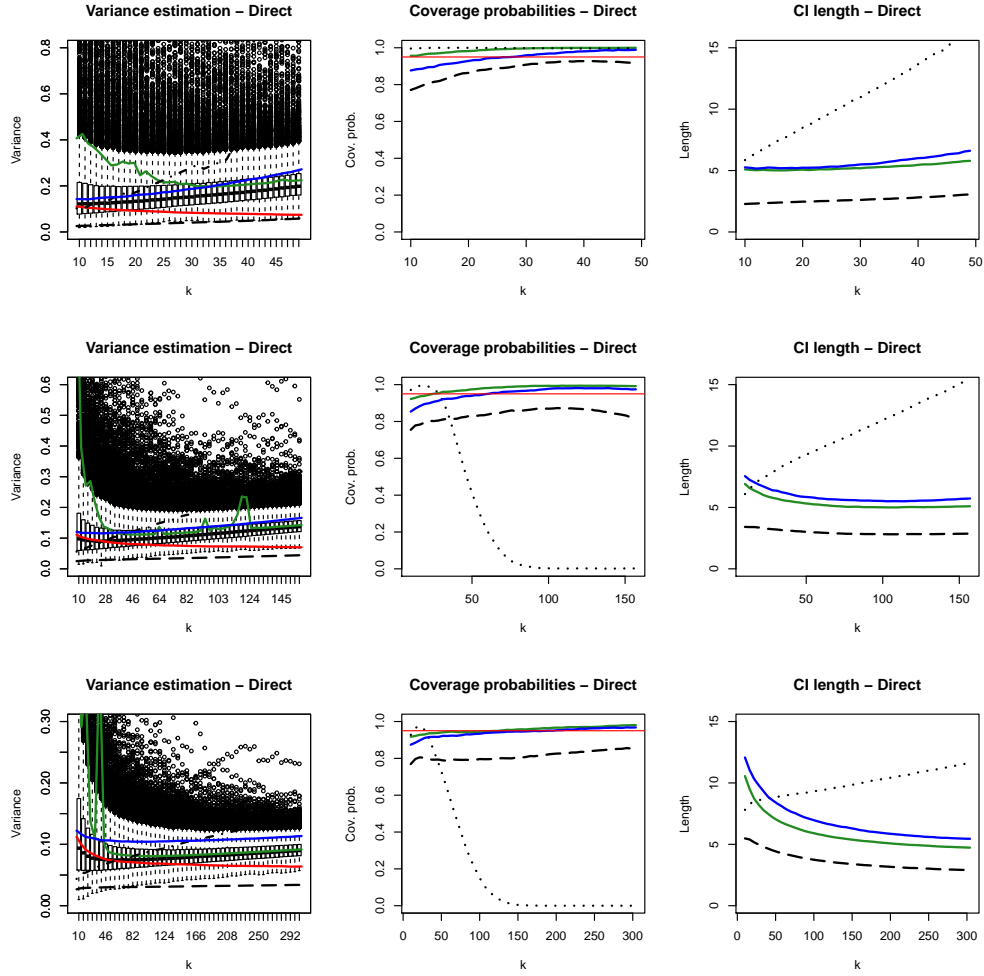 Variance estimation – Direct
Coverage probabilities – Direct
CI length – Direct
Variance
0.0 0.2 0.4 0.6 0.8
10 15 20 25 30 35 40 45
k
Cov. prob.
0.0 0.2 0.4 0.6 0.8 1.0
10 20 30 40 50
k
Length
0 5 10 15
10 20 30 40 50
k
Variance estimation – Direct
Coverage probabilities – Direct
CI length – Direct
Variance
0.0 0.1 0.2 0.3 0.4 0.5 0.6
10 28 46 64 82 103 124 145
k
Cov. prob.
0.0 0.2 0.4 0.6 0.8 1.0
50 100 150
k
Length
0 5 10 15
50 100 150
k
Variance estimation – Direct
Coverage probabilities – Direct
CI length – Direct
Variance
0.00 0.10 0.20 0.30
10 46 82 124 166 208 250 292
k
Cov. prob.
0.0 0.2 0.4 0.6 0.8 1.0
0 50 100 150 200 250 300
k
Length
0 5 10 15
0 50 100 150 200 250 300
k